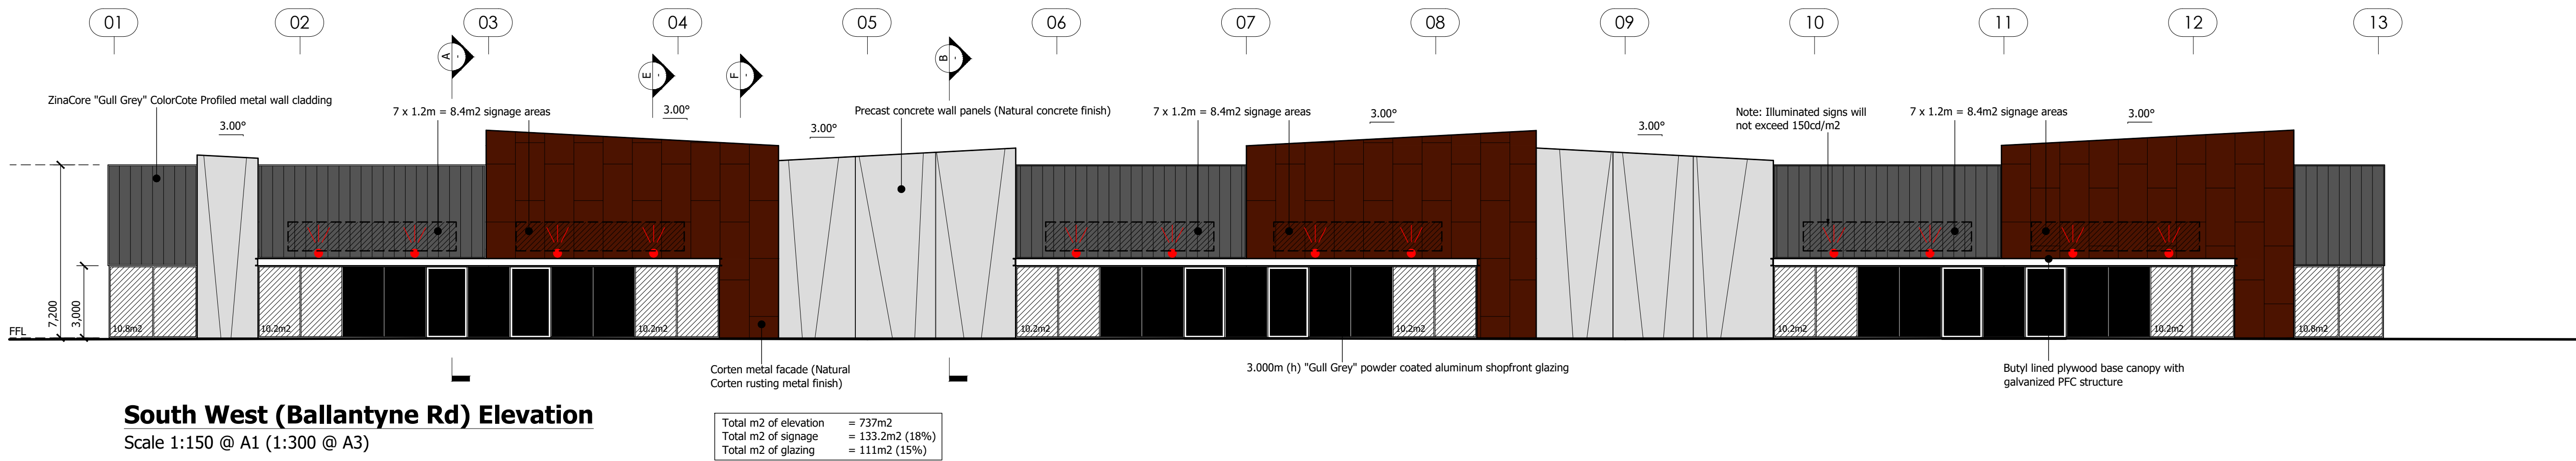 01
02
03
04
05
06
07
08
09
10
11
12
13
A
-
E
-
F
-
B
-
ZinaCore "Gull Grey" ColorCote Profiled metal wall cladding
3.00°
7 x 1.2m = 8.4m2 signage areas
3.00°
3.00°
Precast concrete wall panels (Natural concrete finish)
7 x 1.2m = 8.4m2 signage areas
3.00°
3.00°
Note: Illuminated signs will
not exceed 150cd/m2
7 x 1.2m = 8.4m2 signage areas
3.00°
7,200
3,000
FFL
10.8m2
10.2m2
10.2m2
10.2m2
10.2m2
10.2m2
10.2m2
10.8m2
Corten metal facade (Natural
Corten rusting metal finish)
3.000m (h) "Gull Grey" powder coated aluminum shopfront glazing
Butyl lined plywood base canopy with
galvanized PFC structure
South West (Ballantyne Rd) Elevation
Scale 1:150 @ A1 (1:300 @ A3)
Total m2 of elevation = 737m2
Total m2 of signage = 133.2m2 (18%)
Total m2 of glazing = 111m2 (15%)